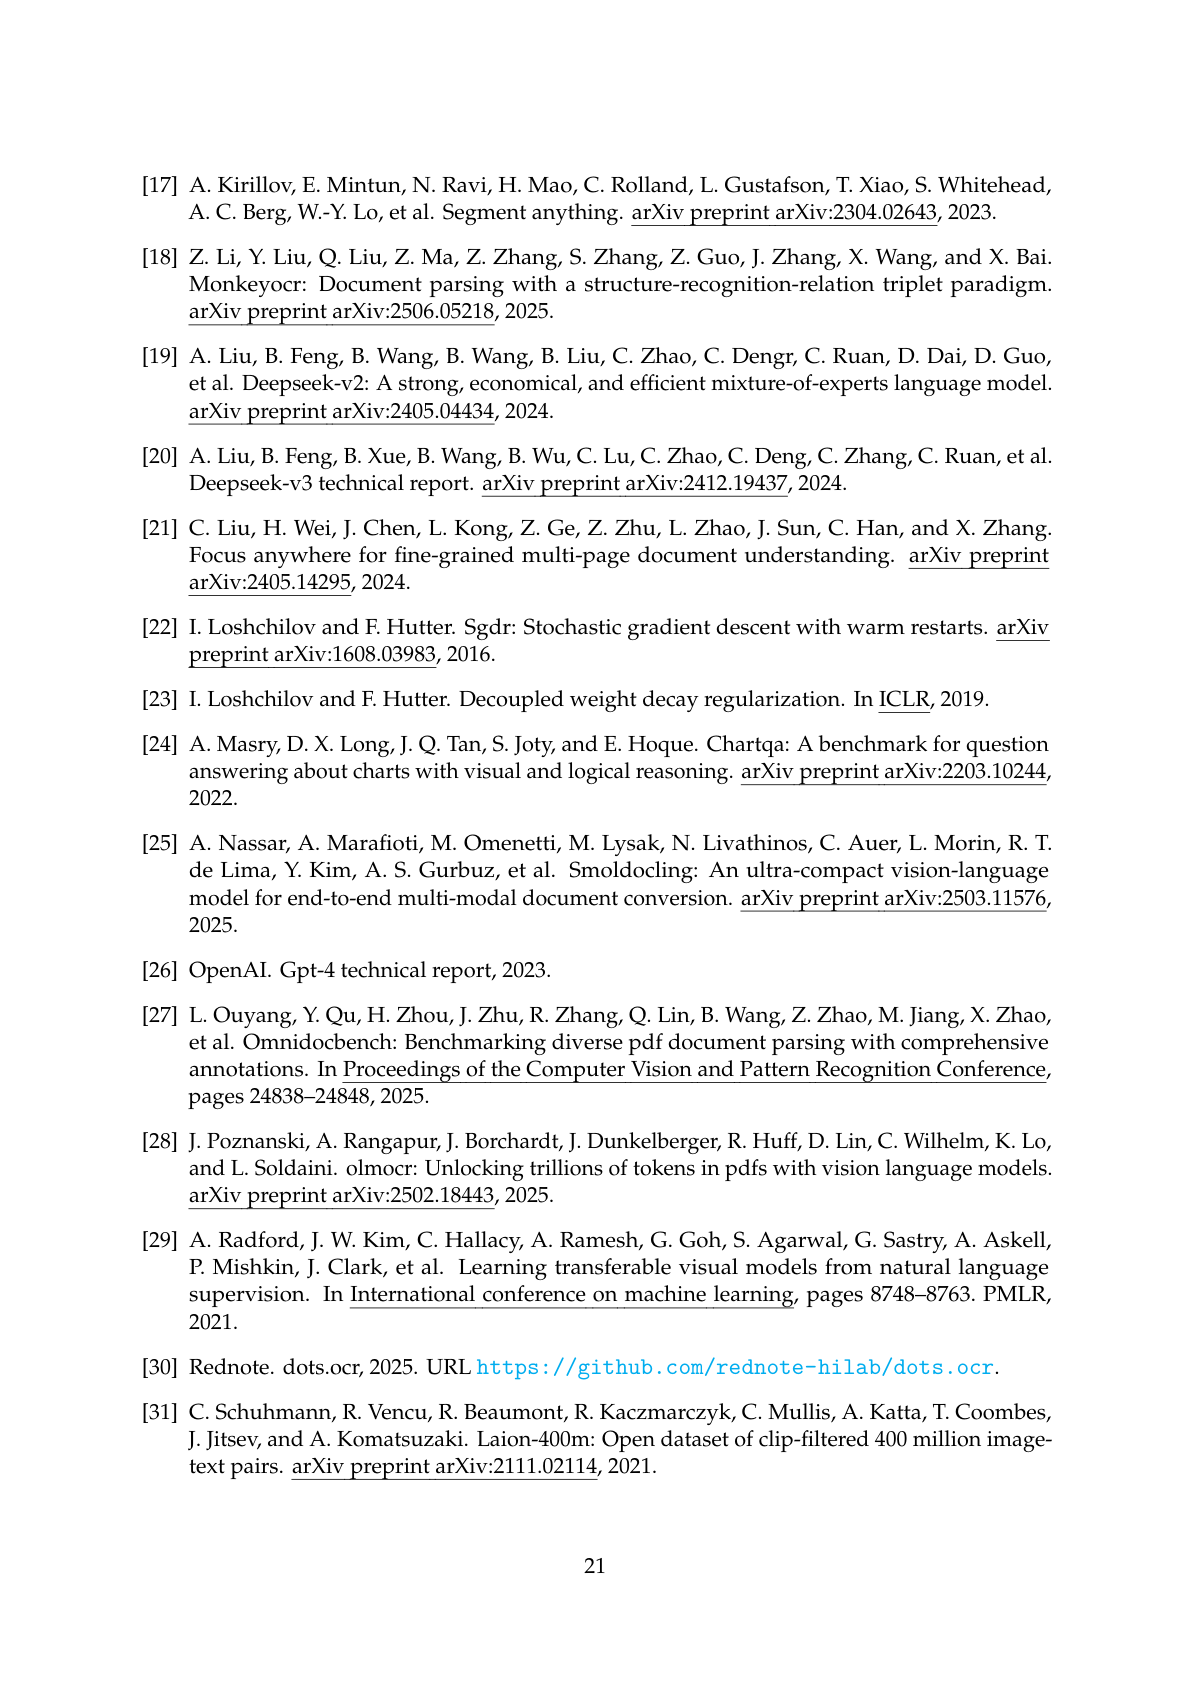 [17] A. Kirillov, E. Mintun, N. Ravi, H. Mao, C. Rolland, L. Gustafson, T. Xiao, S. Whitehead,
A. C. Berg, W.-Y. Lo, et al. Segment anything. arXiv preprint arXiv:2304.02643, 2023.
[18] Z. Li, Y. Liu, Q. Liu, Z. Ma, Z. Zhang, S. Zhang, Z. Guo, J. Zhang, X. Wang, and X. Bai.
Monkeyocr: Document parsing with a structure-recognition-relation triplet paradigm.
arXiv preprint arXiv:2506.05218, 2025.
[19] A. Liu, B. Feng, B. Wang, B. Wang, B. Liu, C. Zhao, C. Dengr, C. Ruan, D. Dai, D. Guo,
et al. Deepseek-v2: A strong, economical, and efficient mixture-of-experts language model.
arXiv preprint arXiv:2405.04434, 2024.
[20] A. Liu, B. Feng, B. Xue, B. Wang, B. Wu, C. Lu, C. Zhao, C. Deng, C. Zhang, C. Ruan, et al.
Deepseek-v3 technical report. arXiv preprint arXiv:2412.19437, 2024.
[21] C. Liu, H. Wei, J. Chen, L. Kong, Z. Ge, Z. Zhu, L. Zhao, J. Sun, C. Han, and X. Zhang.
Focus anywhere for fine-grained multi-page document understanding. arXiv preprint
arXiv:2405.14295, 2024.
[22] I. Loshchilov and F. Hutter. Sgdr: Stochastic gradient descent with warm restarts. arXiv
preprint arXiv:1608.03983, 2016.
[23] I. Loshchilov and F. Hutter. Decoupled weight decay regularization. In ICLR, 2019.
[24] A. Masry, D. X. Long, J. Q. Tan, S. Joty, and E. Hoque. Chartqa: A benchmark for question
answering about charts with visual and logical reasoning. arXiv preprint arXiv:2203.10244,
2022.
[25] A. Nassar, A. Marafioti, M. Omenetti, M. Lysak, N. Livathinos, C. Auer, L. Morin, R. T.
de Lima, Y. Kim, A. S. Gurbuz, et al. Smoldocling: An ultra-compact vision-language
model for end-to-end multi-modal document conversion. arXiv preprint arXiv:2503.11576,
2025.
[26] OpenAI. Gpt-4 technical report, 2023.
[27] L. Ouyang, Y. Qu, H. Zhou, J. Zhu, R. Zhang, Q. Lin, B. Wang, Z. Zhao, M. Jiang, X. Zhao,
et al. Omnidocbench: Benchmarking diverse pdf document parsing with comprehensive
annotations. In Proceedings of the Computer Vision and Pattern Recognition Conference,
pages 24838–24848, 2025.
[28] J. Poznanski, A. Rangapur, J. Borchardt, J. Dunkelberger, R. Huff, D. Lin, C. Wilhelm, K. Lo,
and L. Soldaini. olmocr: Unlocking trillions of tokens in pdfs with vision language models.
arXiv preprint arXiv:2502.18443, 2025.
[29] A. Radford, J. W. Kim, C. Hallacy, A. Ramesh, G. Goh, S. Agarwal, G. Sastry, A. Askell,
P. Mishkin, J. Clark, et al. Learning transferable visual models from natural language
supervision. In International conference on machine learning, pages 8748–8763. PMLR,
2021.
[30] Rednote. dots.ocr, 2025. URL https://github.com/rednote-hilab/dots.ocr.
[31] C. Schuhmann, R. Vencu, R. Beaumont, R. Kaczmarczyk, C. Mullis, A. Katta, T. Coombes,
J. Jitsev, and A. Komatsuzaki. Laion-400m: Open dataset of clip-filtered 400 million image-
text pairs. arXiv preprint arXiv:2111.02114, 2021.
21